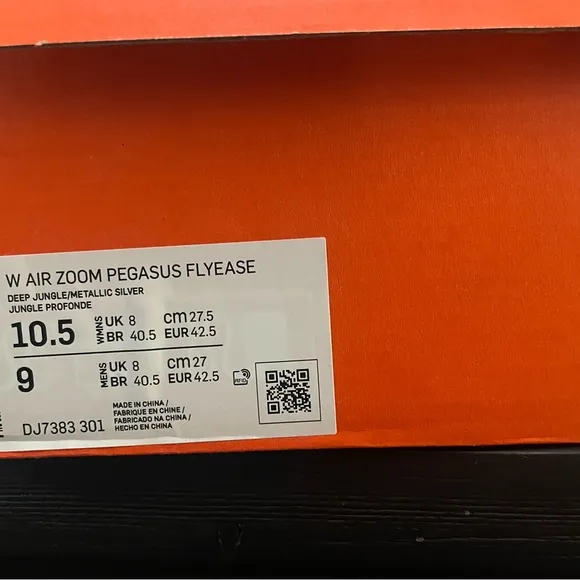 W AIR ZOOM PEGASUS FLYEASE
DEEP JUNGLE/METALLIC SILVER
JUNGLE PROFONDE
10.5 WMNS UK 8 CM 27.5
BR 40.5 EUR 42.5
9 MENS UK 8 CM 27
BR 40.5 EUR 42.5
RFID
MADE IN CHINA /
FABRIQUE EN CHINE /
FABRICADO NA CHINA /
HECHO EN CHINA
DJ7383 301